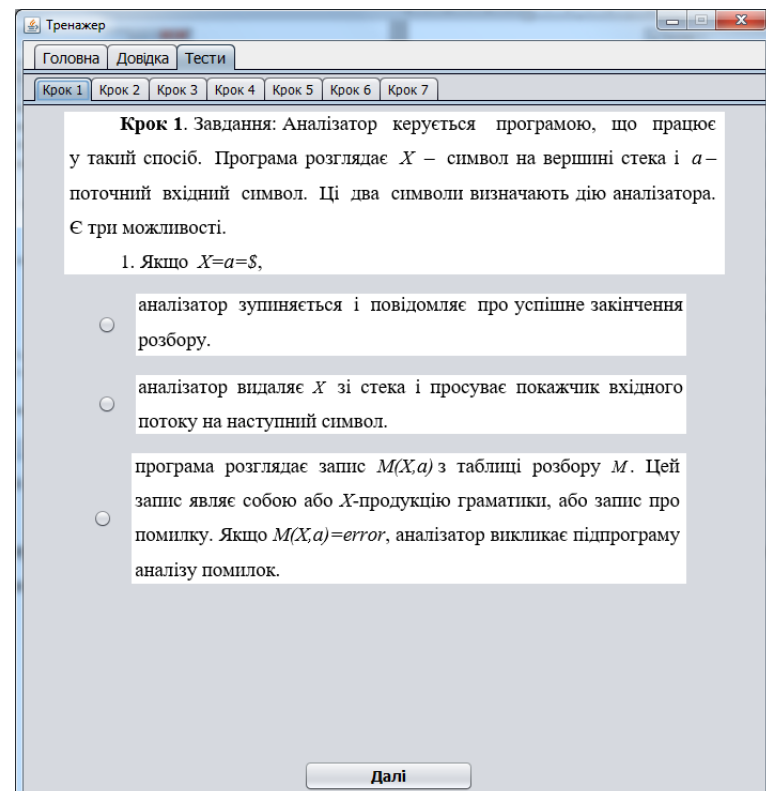 Тренажер
Головна Довідка Тести
Крок 1 Крок 2 Крок 3 Крок 4 Крок 5 Крок 6 Крок 7
Крок 1. Завдання: Аналізатор керується програмою, що працює
у такий спосіб. Програма розглядає X – символ на вершині стека і a –
поточний вхідний символ. Ці два символи визначають дію аналізатора.
Є три можливості.
1. Якщо X=a=$,
аналізатор зупиняється і повідомляє про успішне закінчення
розбору.
аналізатор видаляє X зі стека і просуває покажчик вхідного
потоку на наступний символ.
програма розглядає запис M(X,a) з таблиці розбору M. Цей
запис являє собою або X-продукцію граматики, або запис про
помилку. Якщо M(X,a)=error, аналізатор викликає підпрограму
аналізу помилок.
Далі